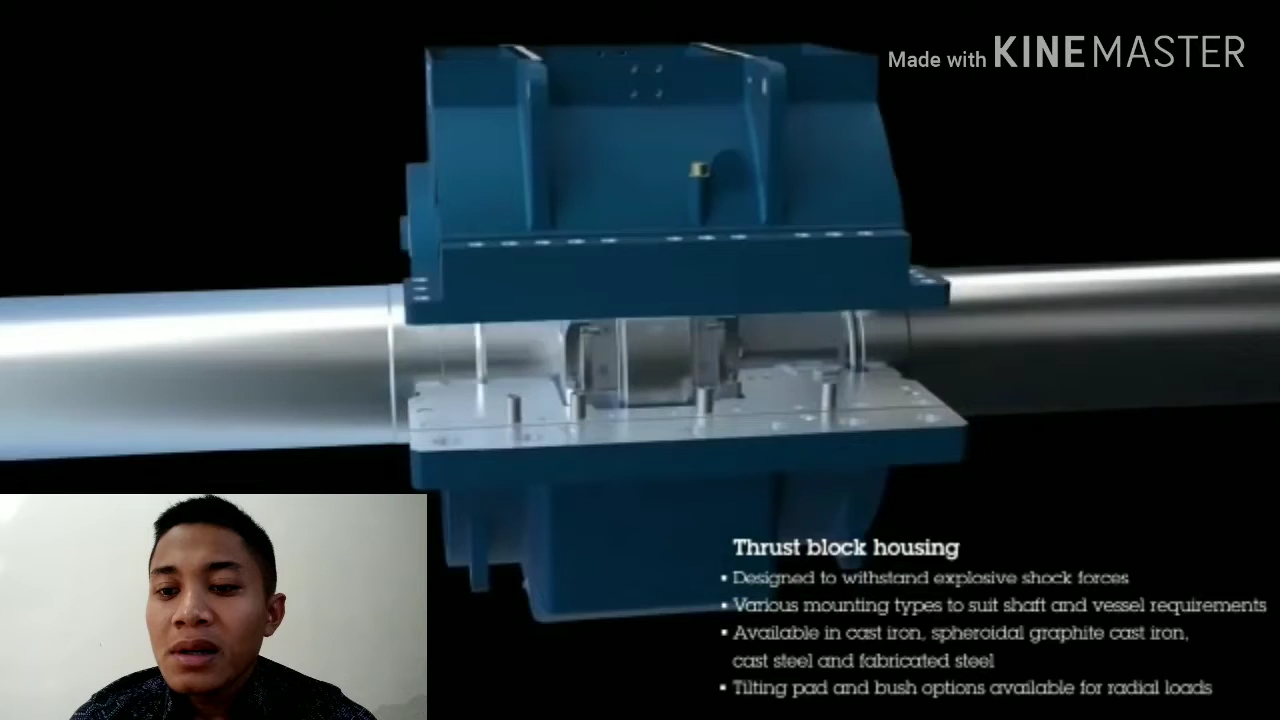 Made with KINEMASTER
Thrust block housing
• Designed to withstand explosive shock forces
• Various mounting types to suit shaft and vessel requirements
• Available in cast iron, spheroidal graphite cast iron,
cast steel and fabricated steel
• Tilting pad and bush options available for radial loads